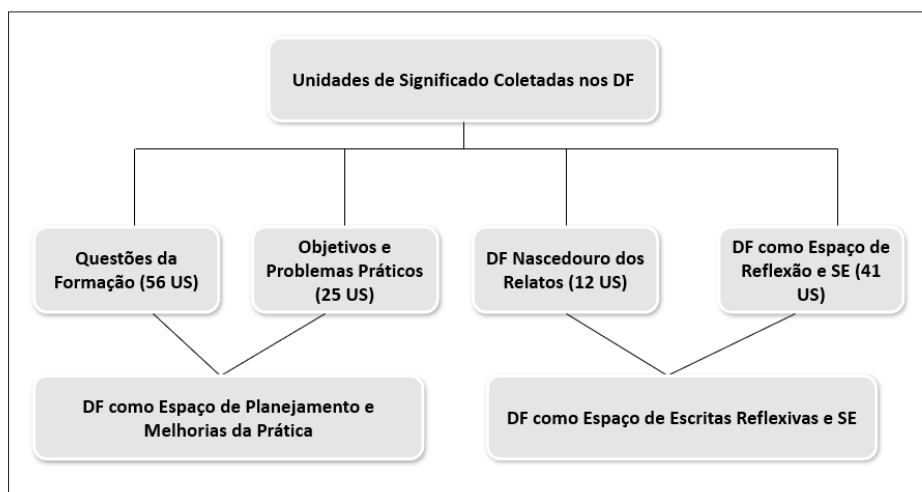 Unidades de Significado Coletadas nos DF
Questões da
Formação (56 US)
Objetivos e
Problemas Práticos
(25 US)
DF Nascedouro dos
Relatos (12 US)
DF como Espaço de
Reflexão e SE (41
US)
DF como Espaço de Planejamento e
Melhorias da Prática
DF como Espaço de Escritas Reflexivas e SE